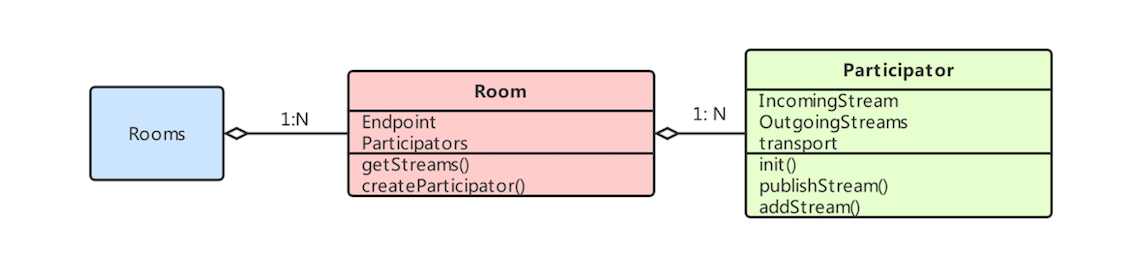 Rooms
1:N
Room
Endpoint
Participators
getStreams()
createParticipator()
1: N
Participator
IncomingStream
OutgoingStreams
transport
init()
publishStream()
addStream()